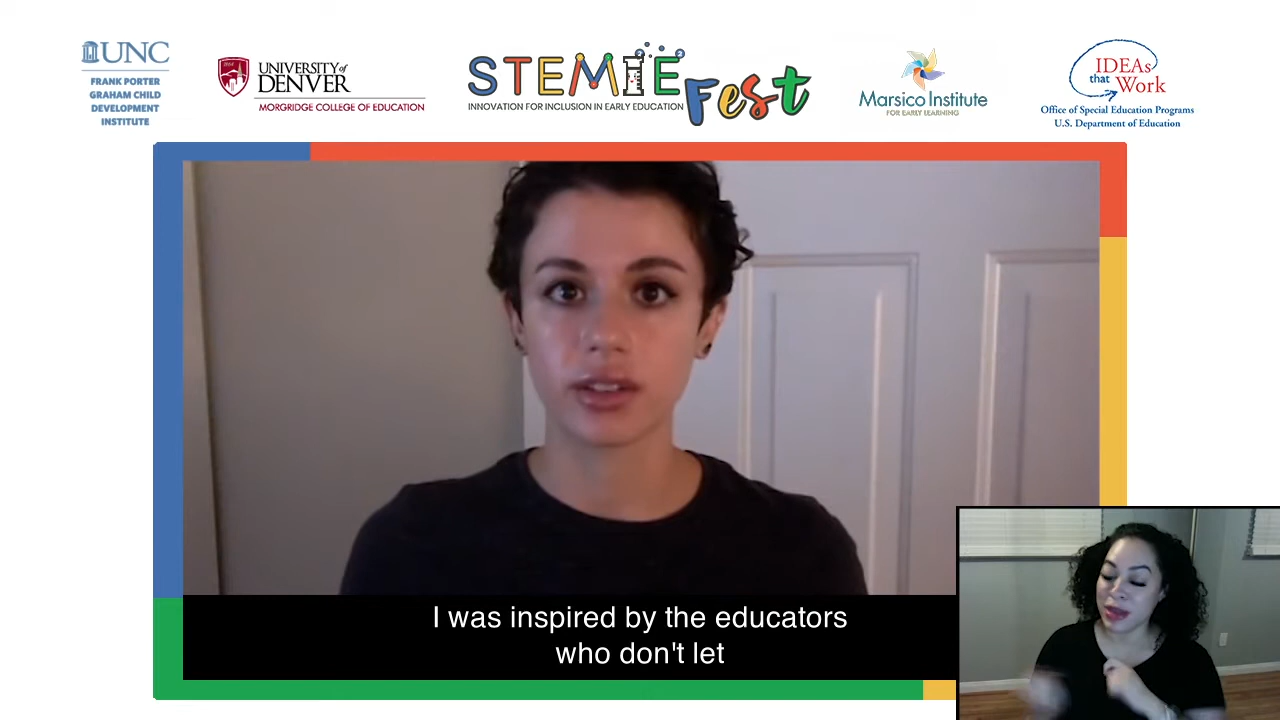 UNC
FRANK PORTER
GRAHAM CHILD
DEVELOPMENT
INSTITUTE
1864
UNIVERSITY of
DENVER
MORGRIDGE COLLEGE OF EDUCATION
STEMIE
Fest
INNOVATION FOR INCLUSION IN EARLY EDUCATION
Marsico Institute
FOR EARLY LEARNING
IDEAs
that
Work
Office of Special Education Programs
U.S. Department of Education
I was inspired by the educators
who don't let